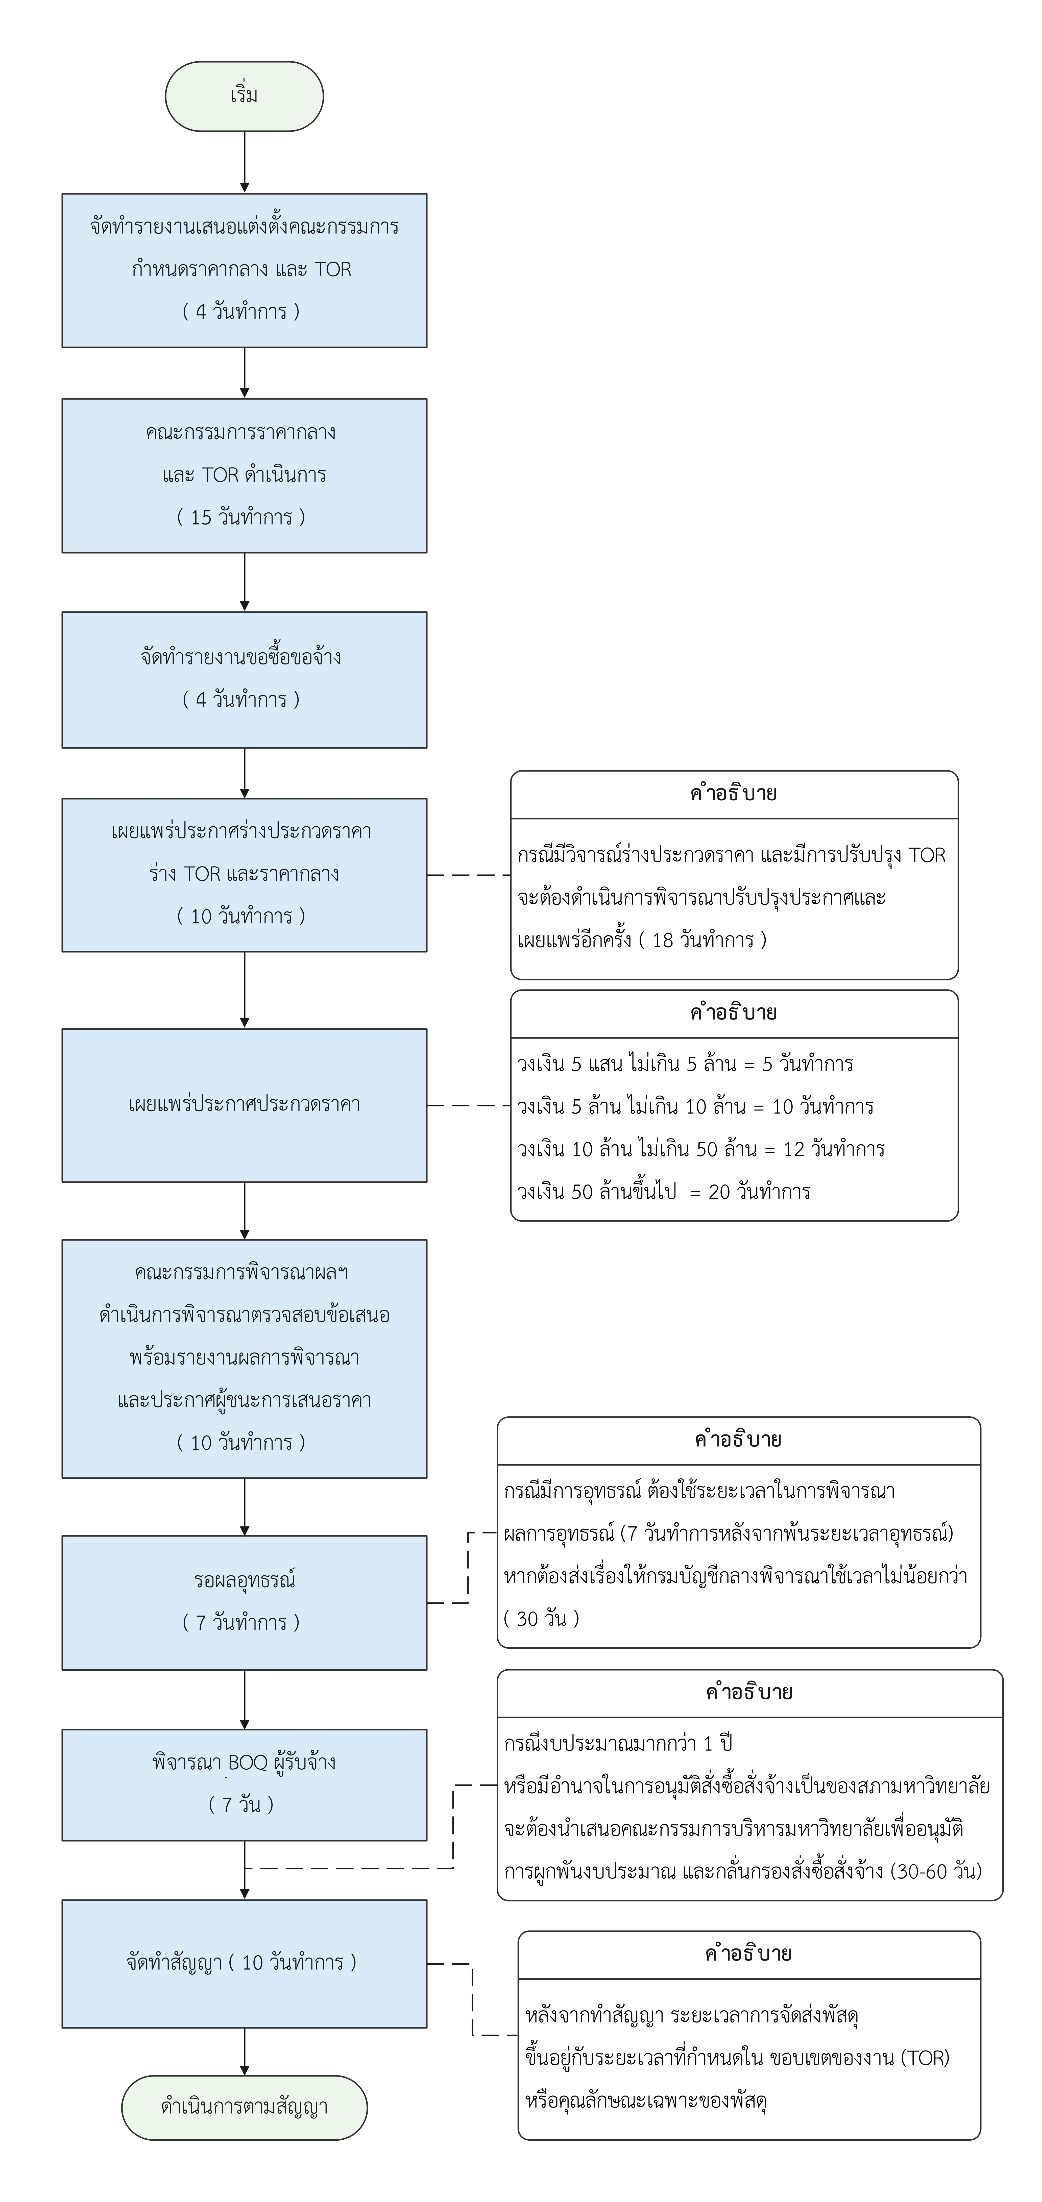 เริ่ม
จัดทำรายงานเสนอแต่งตั้งคณะกรรมการ
กำหนดราคากลาง และ TOR
( 4 วันทำการ )
คณะกรรมการราคากลาง
และ TOR ดำเนินการ
( 15 วันทำการ )
จัดทำรายงานขอซื้อขอจ้าง
( 4 วันทำการ )
เผยแพร่ประกาศร่างประกวดราคา
ร่าง TOR และราคากลาง
( 10 วันทำการ )
คำอธิบาย
กรณีมีวิจารณ์ร่างประกวดราคา และมีการปรับปรุง TOR
จะต้องดำเนินการพิจารณาปรับปรุงประกาศและ
เผยแพร่อีกครั้ง ( 18 วันทำการ )
เผยแพร่ประกาศประกวดราคา
คำอธิบาย
วงเงิน 5 แสน ไม่เกิน 5 ล้าน = 5 วันทำการ
วงเงิน 5 ล้าน ไม่เกิน 10 ล้าน = 10 วันทำการ
วงเงิน 10 ล้าน ไม่เกิน 50 ล้าน = 12 วันทำการ
วงเงิน 50 ล้านขึ้นไป = 20 วันทำการ
คณะกรรมการพิจารณาผลฯ
ดำเนินการพิจารณาตรวจสอบข้อเสนอ
พร้อมรายงานผลการพิจารณา
และประกาศผู้ชนะการเสนอราคา
( 10 วันทำการ )
รอผลอุทธรณ์
( 7 วันทำการ )
คำอธิบาย
กรณีมีการอุทธรณ์ ต้องใช้ระยะเวลาในการพิจารณา
ผลการอุทธรณ์ (7 วันทำการหลังจากพ้นระยะเวลาอุทธรณ์)
หากต้องส่งเรื่องให้กรมบัญชีกลางพิจารณาใช้เวลาไม่น้อยกว่า
( 30 วัน )
พิจารณา BOQ ผู้รับจ้าง
( 7 วัน )
คำอธิบาย
กรณีงบประมาณมากกว่า 1 ปี
หรือมีอำนาจในการอนุมัติสั่งซื้อสั่งจ้างเป็นของสภามหาวิทยาลัย
จะต้องนำเสนอคณะกรรมการบริหารมหาวิทยาลัยเพื่ออนุมัติ
การผูกพันงบประมาณ และกลั่นกรองสั่งซื้อสั่งจ้าง (30-60 วัน)
จัดทำสัญญา ( 10 วันทำการ )
คำอธิบาย
หลังจากทำสัญญา ระยะเวลาการจัดส่งพัสดุ
ขึ้นอยู่กับระยะเวลาที่กำหนดใน ขอบเขตของงาน (TOR)
หรือคุณลักษณะเฉพาะของพัสดุ
ดำเนินการตามสัญญา